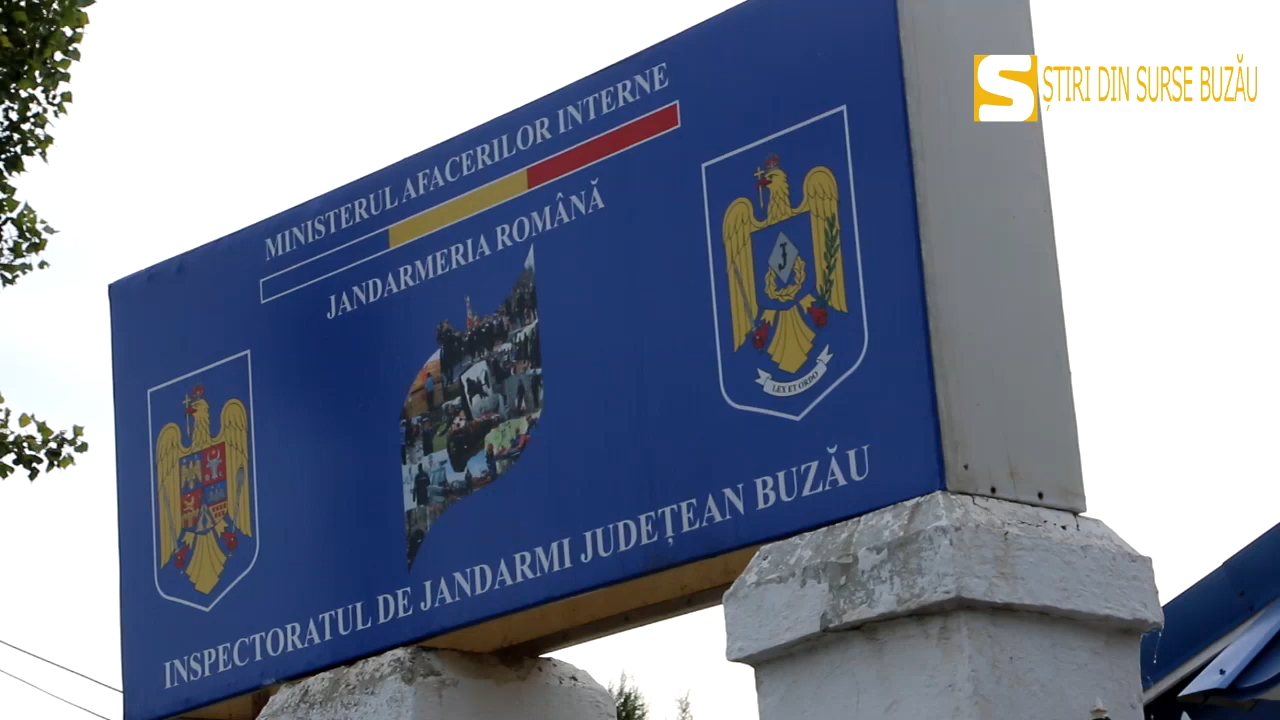 ȘTIRI DIN SURSE BUZĂU
MINISTERUL AFACERILOR INTERNE
JANDARMERIA ROMÂNĂ
J
LEX ET ORDO
INSPECTORATUL DE JANDARMI JUDEȚEAN BUZĂU